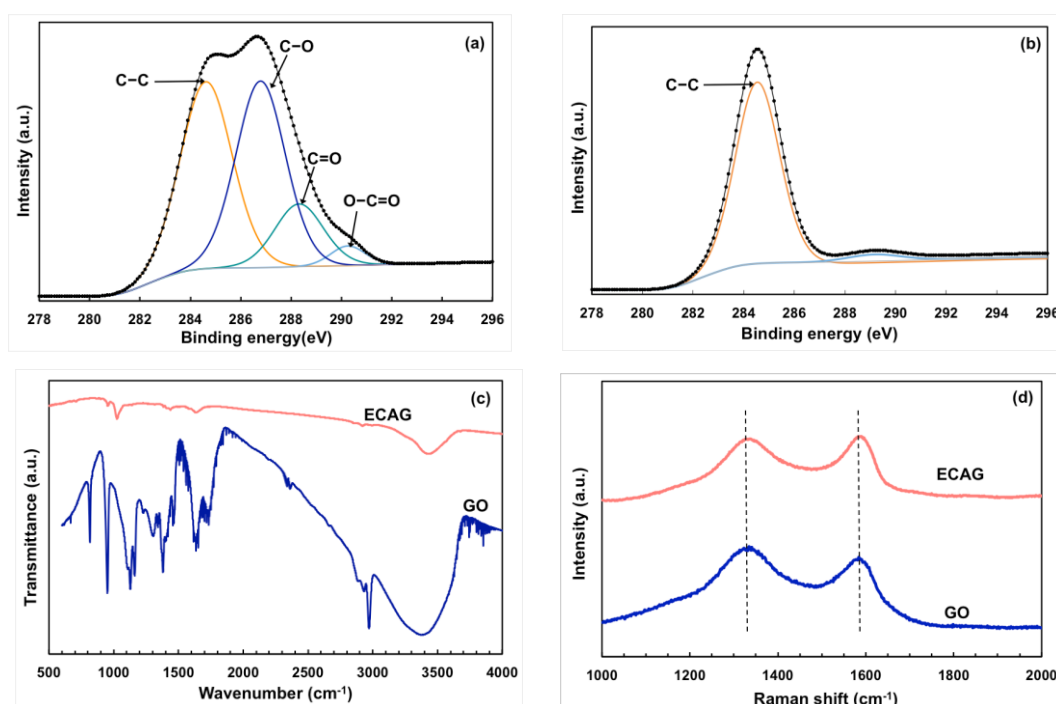 (a)
C–O
C–C
C=O
O–C=O
Intensity (a.u.)
278 280 282 284 286 288 290 292 294 296
Binding energy(eV)
(b)
C–C
Intensity (a.u.)
278 280 282 284 286 288 290 292 294 296
Binding energy (eV)
(c)
ECAG
GO
Transmittance (a.u.)
500 1000 1500 2000 2500 3000 3500 4000
Wavenumber (cm⁻¹)
(d)
ECAG
GO
Intensity (a.u.)
1000 1200 1400 1600 1800 2000
Raman shift (cm⁻¹)